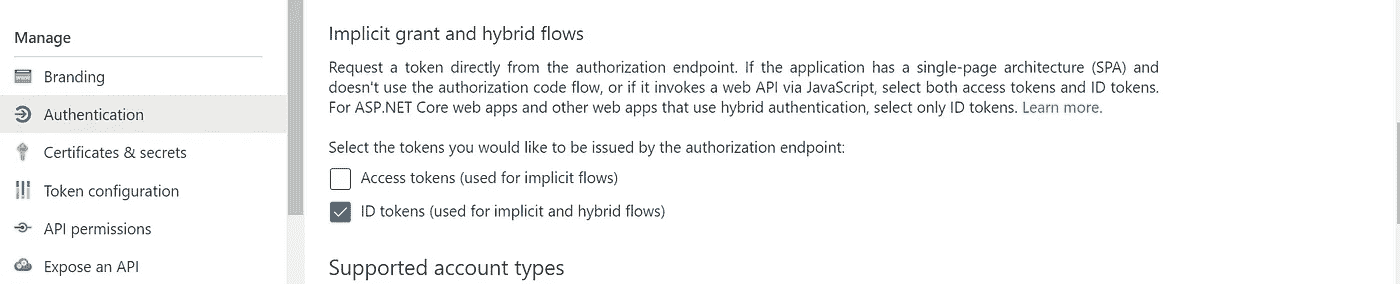 Manage
Branding
Authentication
Certificates & secrets
Token configuration
API permissions
Expose an API
Implicit grant and hybrid flows
Request a token directly from the authorization endpoint. If the application has a single-page architecture (SPA) and
doesn't use the authorization code flow, or if it invokes a web API via JavaScript, select both access tokens and ID tokens.
For ASP.NET Core web apps and other web apps that use hybrid authentication, select only ID tokens. Learn more.
Select the tokens you would like to be issued by the authorization endpoint:
Access tokens (used for implicit flows)
ID tokens (used for implicit and hybrid flows)
Supported account types